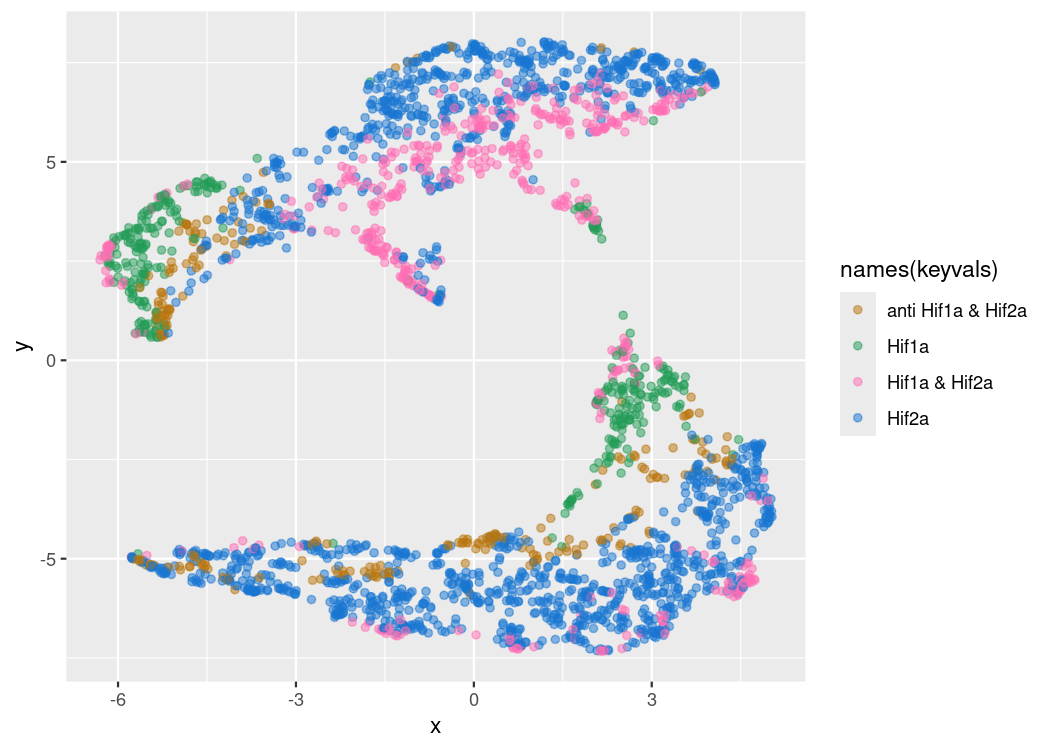 5
0
-5
y
-6
-3
0
3
x
names(keyvals)
anti Hif1a & Hif2a
Hif1a
Hif1a & Hif2a
Hif2a